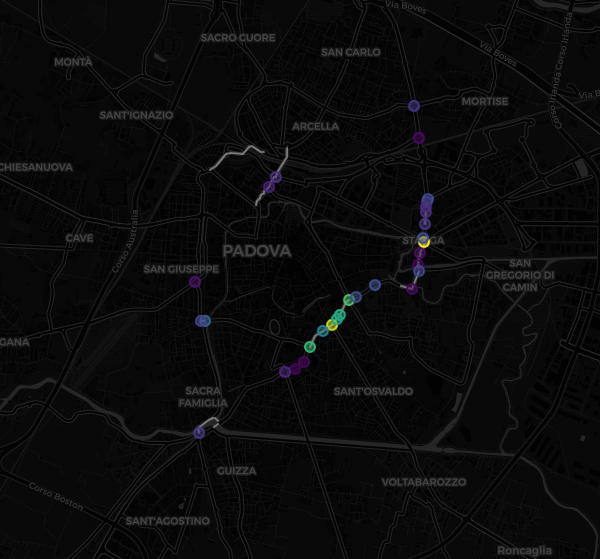 Via Boves
SACRO CUORE
SAN CARLO
Via Boves
Corso Irlanda Corso Irlanda
MONTÀ
Via B
MORTISE
SANT'IGNAZIO
ARCELLA
CHIESANUOVA
CAVE
Corso Australia
PADOVA
SAN GIUSEPPE
SAN
GREGORIO DI
CAMIN
GANA
SACRA
FAMIGLIA
SANT'OSVALDO
GUIZZA
VOLTABAROZZO
Corso Boston
SANT'AGOSTINO
Roncaglia